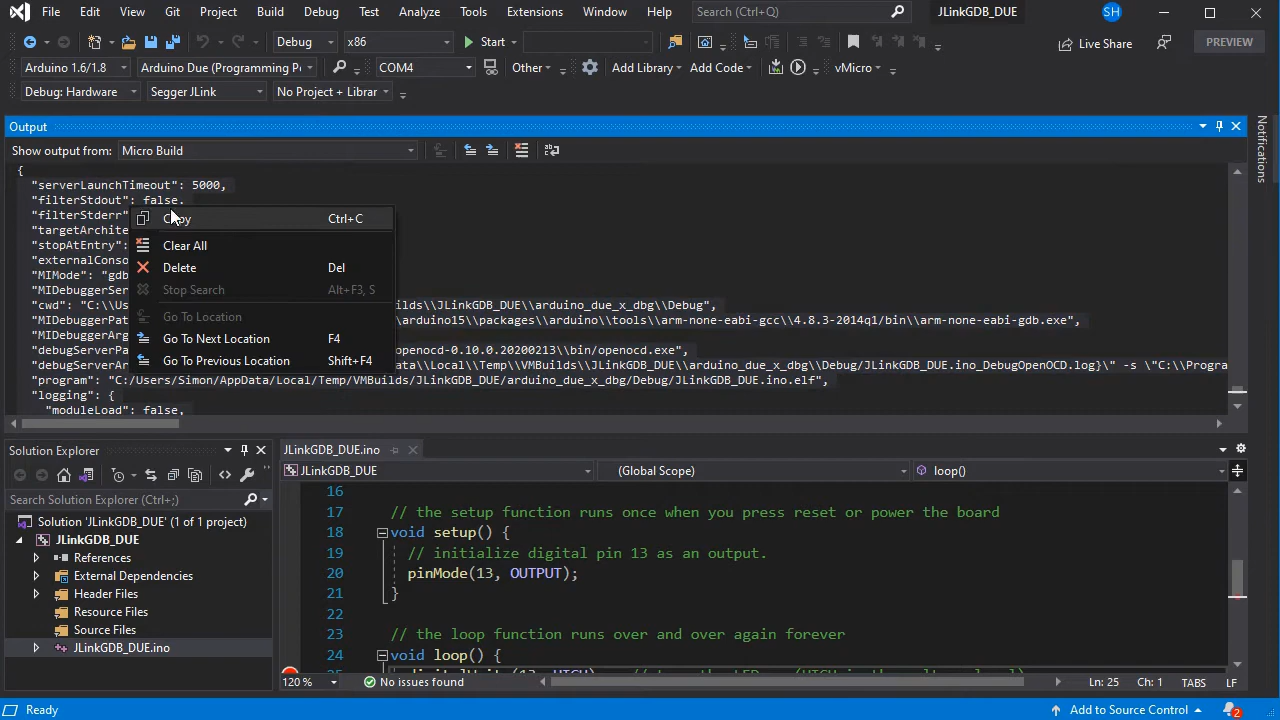 File Edit View Git Project Build Debug Test Analyze Tools Extensions Window Help Search (Ctrl+Q) JLinkGDB_DUE SH
Debug x86 Start Live Share PREVIEW
Arduino 1.6/1.8 Arduino Due (Programming P COM4 Other Add Library Add Code vMicro
Debug: Hardware Segger JLink No Project + Librar
Output
Notifications
Show output from: Micro Build
{
"serverLaunchTimeout": 5000,
"filterStdout": false,
"filterStderr"
"targetArchite
"stopAtEntry":
"externalConso
"MIMode": "gdb
"MIDebuggerSe
"cwd": "C:\\Us uilds\\JLinkGDB_DUE\\arduino_due_x_dbg\\Debug",
"MIDebuggerPat \\arduino15\\packages\\arduino\\tools\\arm-none-eabi-gcc\\4.8.3-2014q1/bin\\arm-none-eabi-gdb.exe",
"MIDebuggerArg
"debugServerPa openocd-0.10.0.20200213\\bin/openocd.exe",
"debugServerAr ta\\Local\\Temp\\VMBuilds\\JLinkGDB_DUE\\arduino_due_x_dbg\\Debug/JLinkGDB_DUE.ino_DebugOpenOCD.log}\" -s \"C:\\Progra
"program": "C:/Users/Simon/AppData/Local/Temp/VMBuilds/JLinkGDB_DUE/arduino_due_x_dbg/Debug/JLinkGDB_DUE.ino.elf",
"logging": {
"moduleLoad": false,
Copy Ctrl+C
Clear All
Delete Del
Stop Search Alt+F3, S
Go To Location
Go To Next Location F4
Go To Previous Location Shift+F4
Solution Explorer
Search Solution Explorer (Ctrl+;)
Solution 'JLinkGDB_DUE' (1 of 1 project)
JLinkGDB_DUE
References
External Dependencies
Header Files
Resource Files
Source Files
JLinkGDB_DUE.ino
JLinkGDB_DUE.ino
JLinkGDB_DUE (Global Scope) loop()
16
17 // the setup function runs once when you press reset or power the board
18 void setup() {
19 // initialize digital pin 13 as an output.
20 pinMode(13, OUTPUT);
21 }
22
23 // the loop function runs over and over again forever
24 void loop() {
120 % No issues found Ln: 25 Ch: 1 TABS LF
Ready Add to Source Control 2